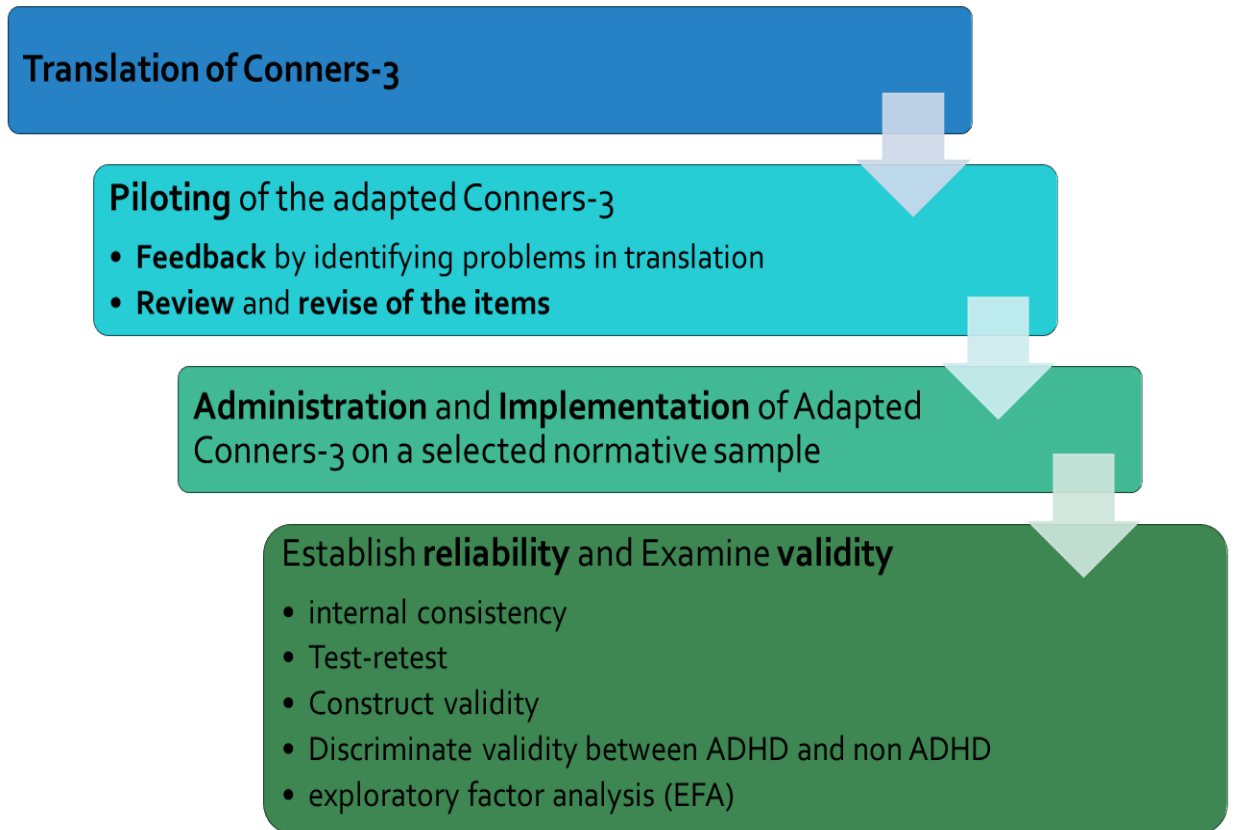 Translation of Conners-3
Piloting of the adapted Conners-3
• Feedback by identifying problems in translation
• Review and revise of the items
Administration and Implementation of Adapted
Conners-3 on a selected normative sample
Establish reliability and Examine validity
• internal consistency
• Test-retest
• Construct validity
• Discriminate validity between ADHD and non ADHD
• exploratory factor analysis (EFA)